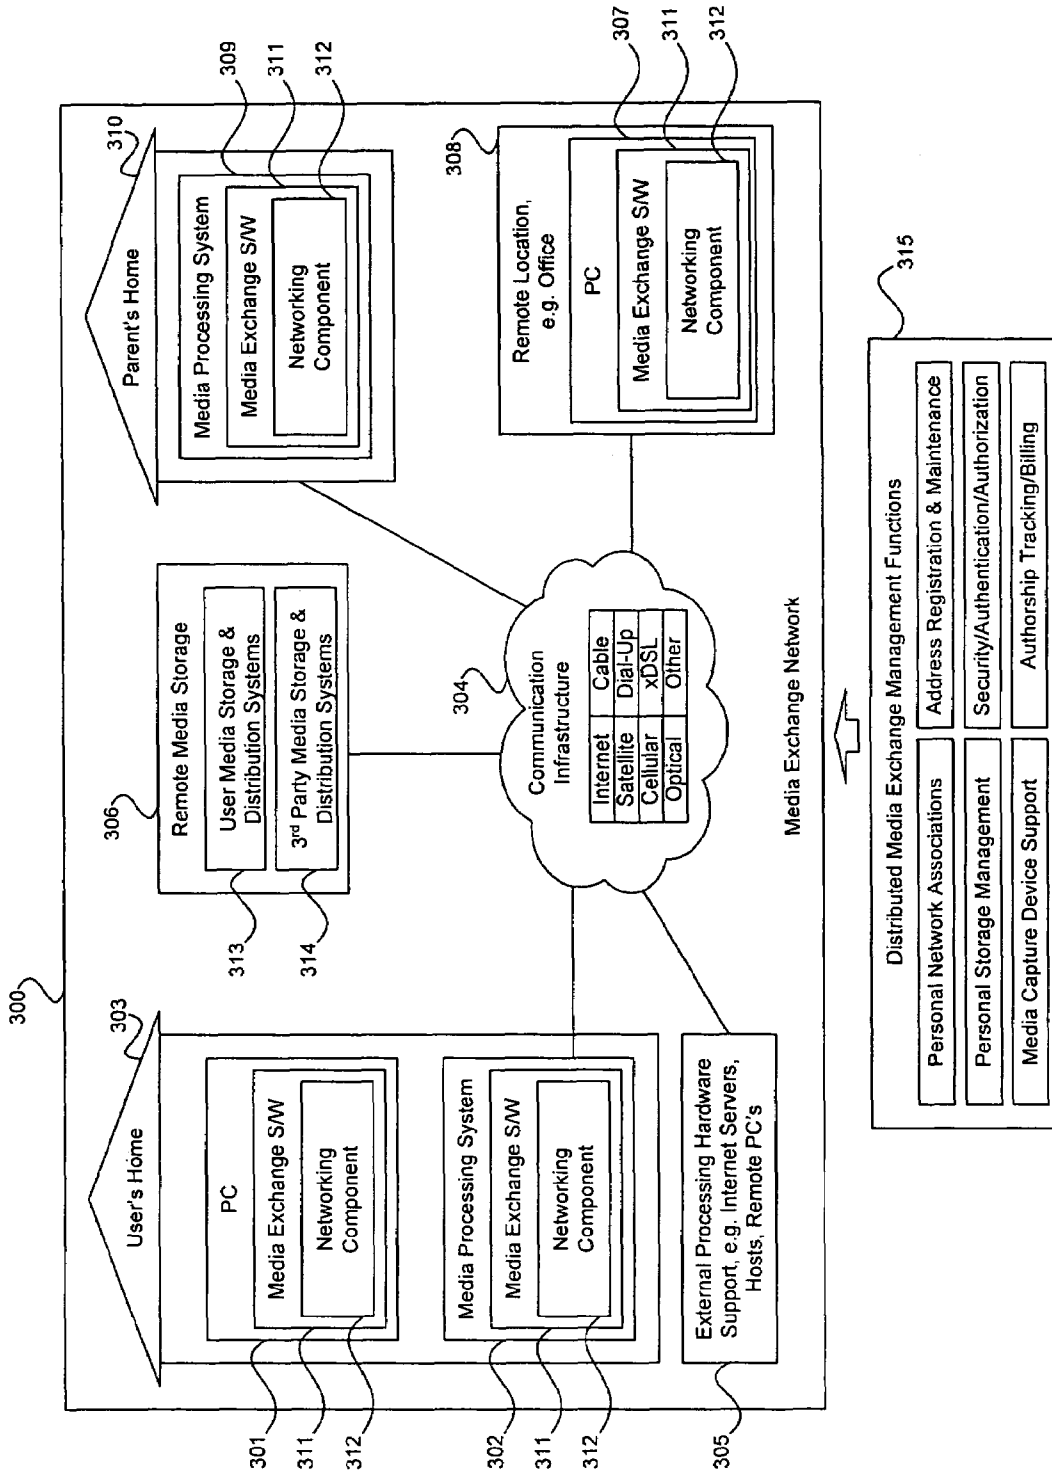 300
303
User's Home
PC
Media Exchange S/W
Networking
Component
Media Processing System
Media Exchange S/W
Networking
Component
301
311
312
302
311
312
External Processing Hardware
Support, e.g. Internet Servers,
Hosts, Remote PC's
305
306
Remote Media Storage
User Media Storage &
Distribution Systems
3rd Party Media Storage &
Distribution Systems
313
314
304
Communication
Infrastructure
Internet Cable
Satellite Dial-Up
Cellular xDSL
Optical Other
310
Parent's Home
Media Processing System
Media Exchange S/W
Networking
Component
309
311
312
308
Remote Location,
e.g. Office
PC
Media Exchange S/W
Networking
Component
307
311
312
Media Exchange Network
315
Distributed Media Exchange Management Functions
Personal Network Associations
Address Registration & Maintenance
Personal Storage Management
Security/Authentication/Authorization
Media Capture Device Support
Authorship Tracking/Billing